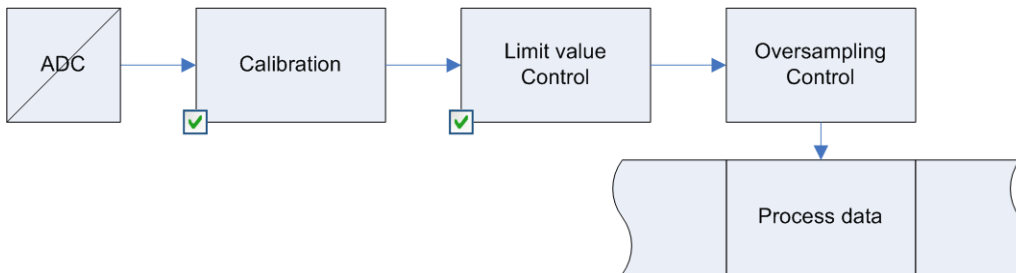 ADC
Calibration
Limit value
Control
Oversampling
Control
Process data